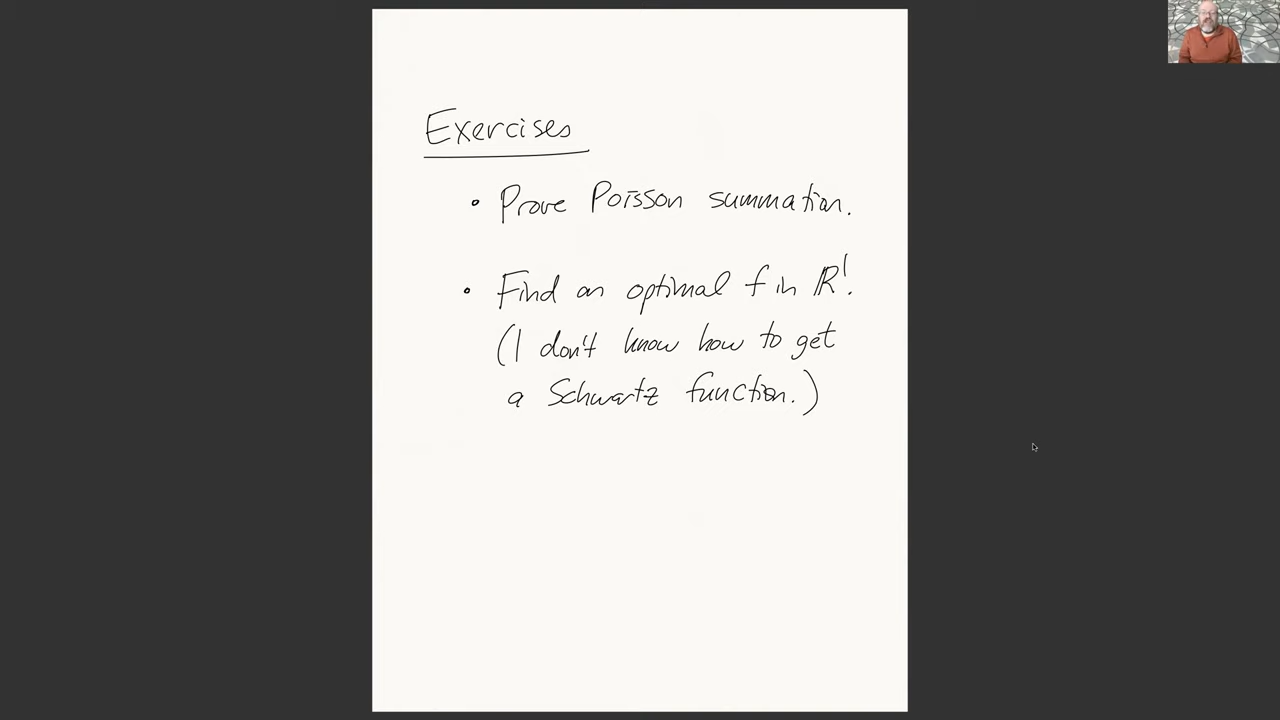 Exercises
• Prove Poisson summation.
• Find an optimal f in ℝ¹.
(I don't know how to get
a Schwartz function.)